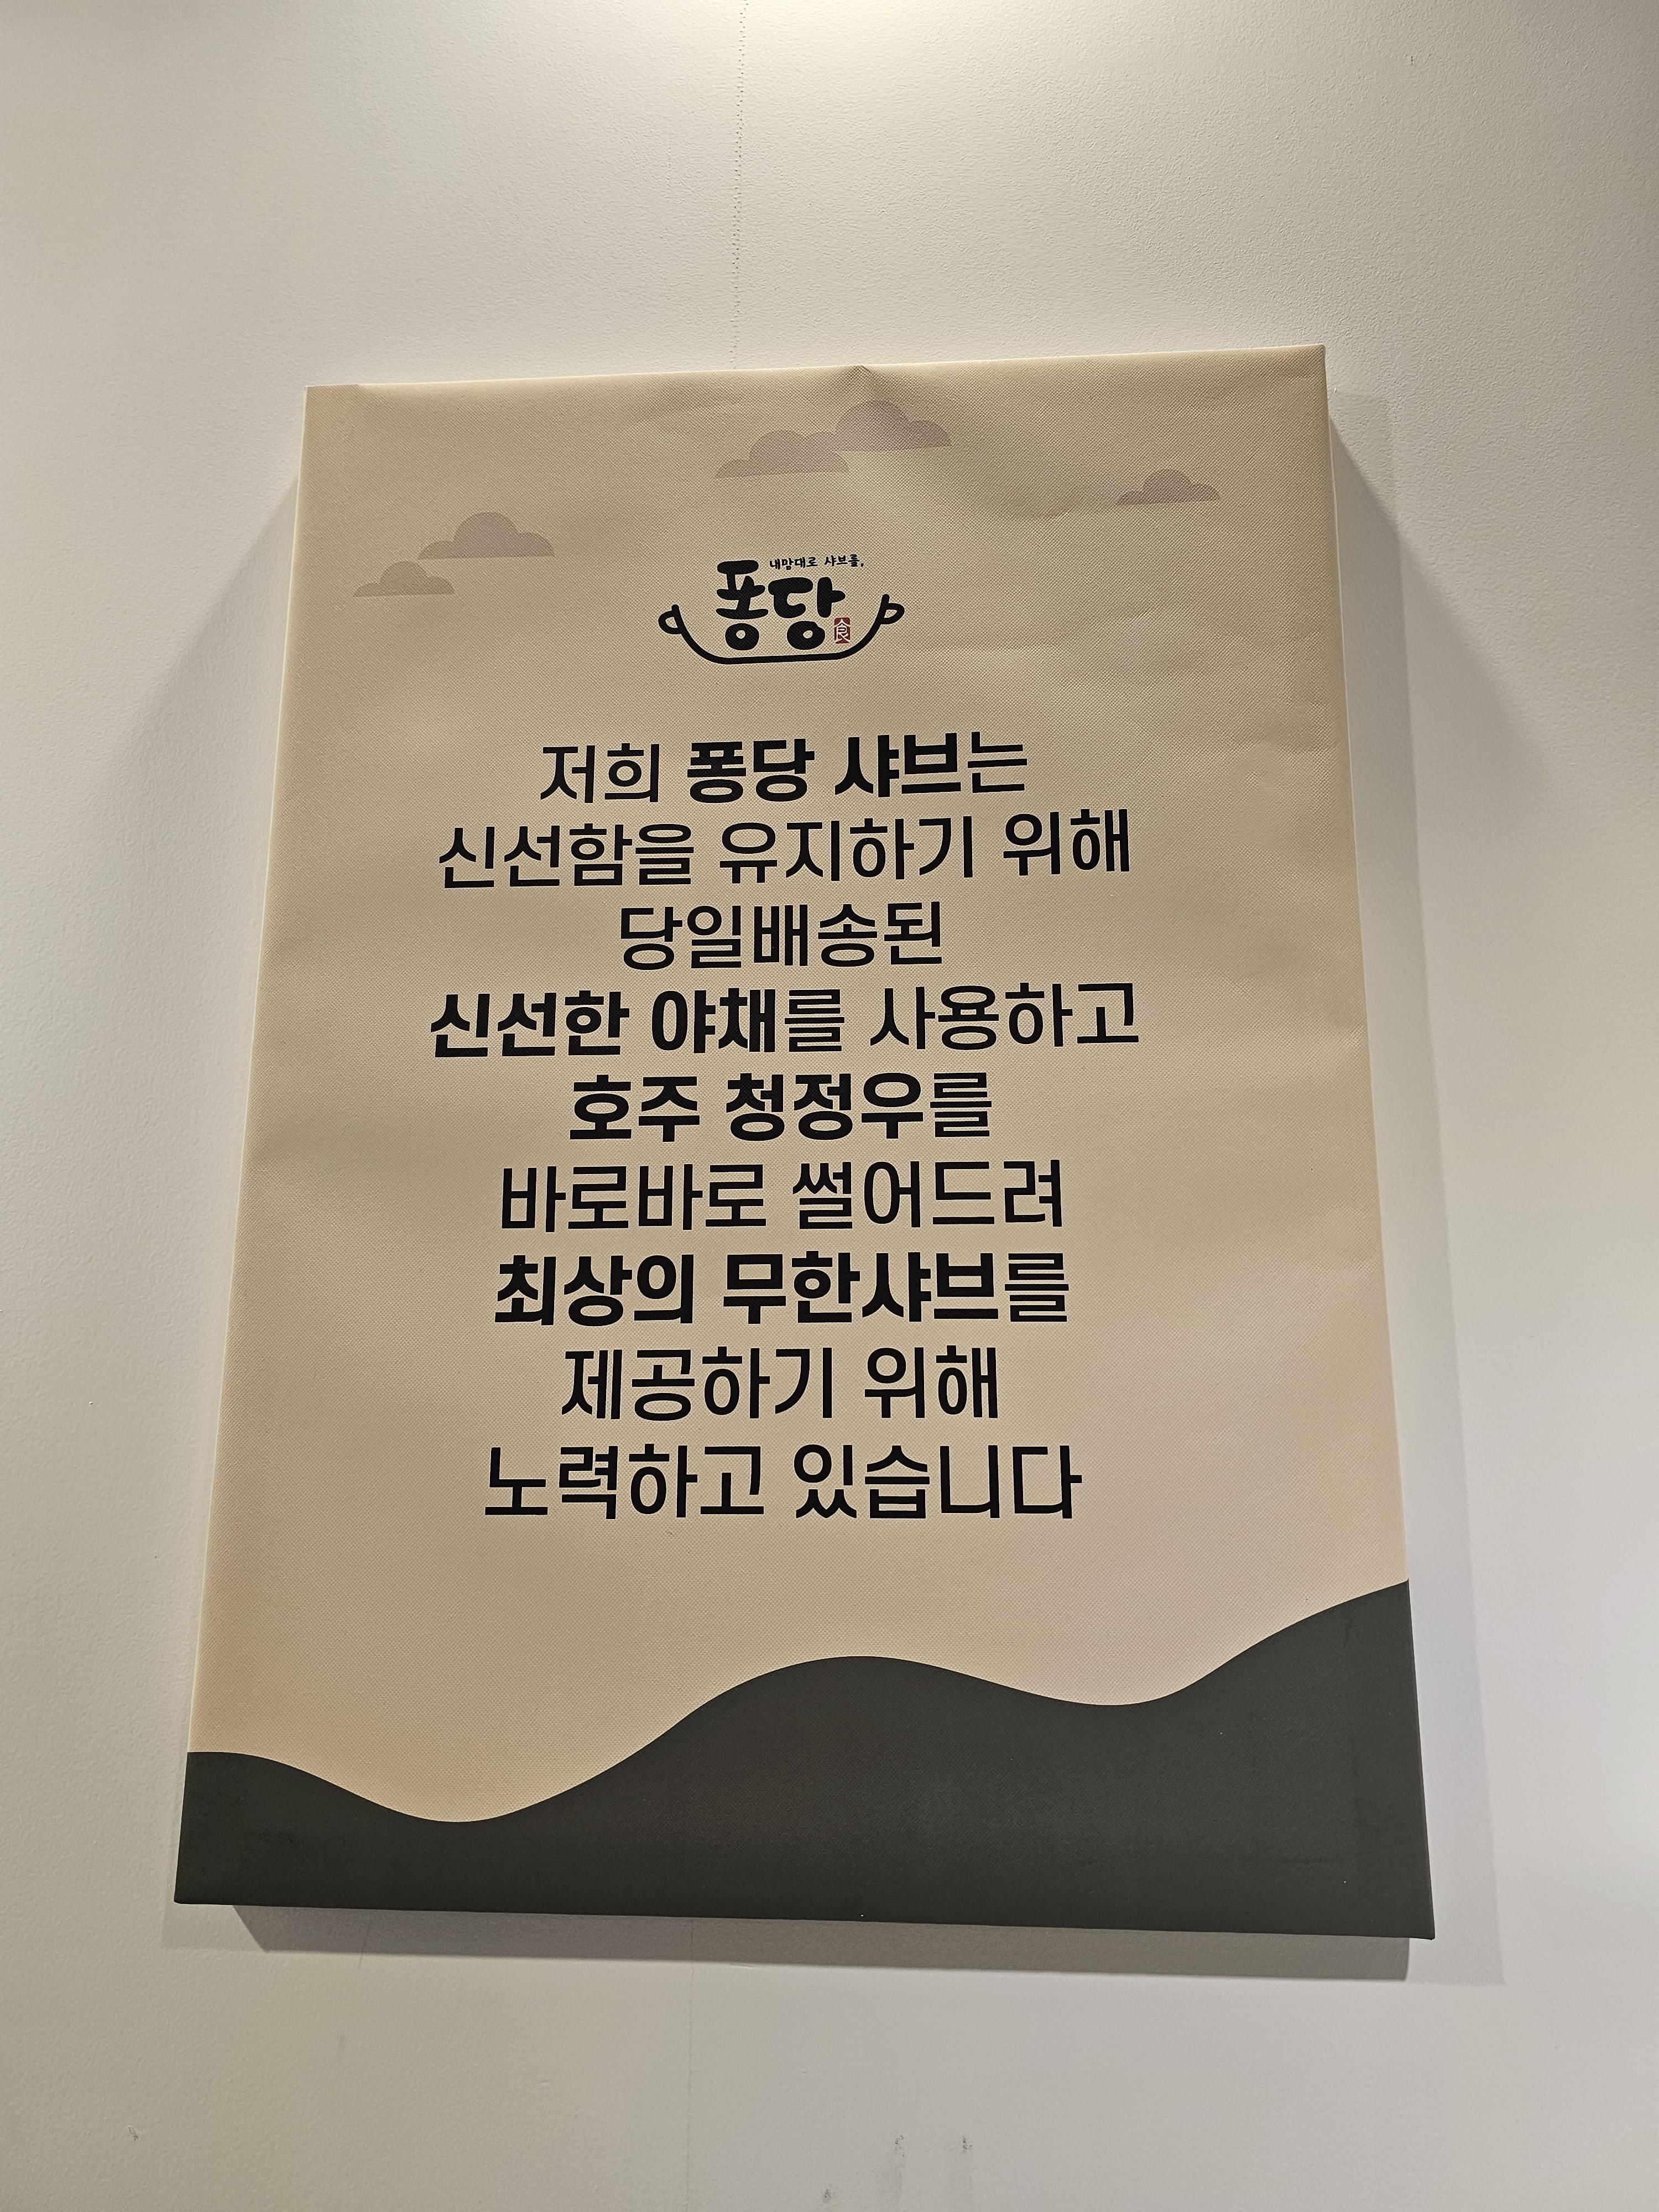 내맘대로 샤브를,
퐁당
食
저희 퐁당 샤브는
신선함을 유지하기 위해
당일배송된
신선한 야채를 사용하고
호주 청정우를
바로바로 썰어드려
최상의 무한샤브를
제공하기 위해
노력하고 있습니다